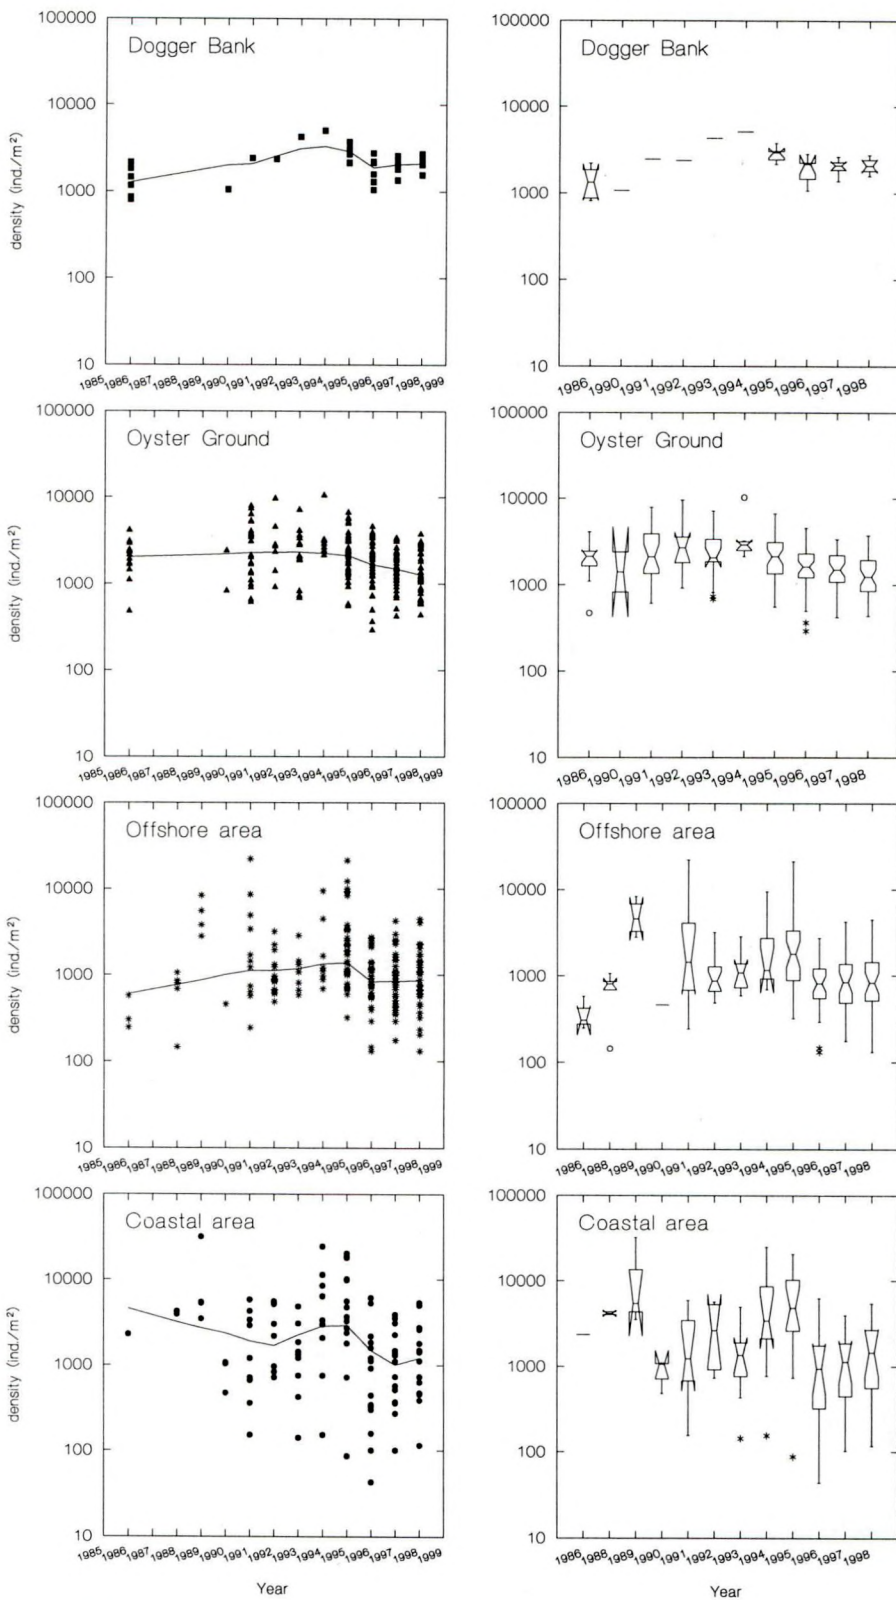 Dogger Bank
100000
10000
1000
100
10
density (ind./m²)
1985 1986 1987 1988 1989 1990 1991 1992 1993 1994 1995 1996 1997 1998 1999
Dogger Bank
100000
10000
1000
100
10
1986 1990 1991 1992 1993 1994 1995 1996 1997 1998
Oyster Ground
100000
10000
1000
100
10
density (ind./m²)
1985 1986 1987 1988 1989 1990 1991 1992 1993 1994 1995 1996 1997 1998 1999
Oyster Ground
100000
10000
1000
100
10
1986 1990 1991 1992 1993 1994 1995 1996 1997 1998
Offshore area
100000
10000
1000
100
10
density (ind./m²)
1985 1986 1987 1988 1989 1990 1991 1992 1993 1994 1995 1996 1997 1998 1999
Offshore area
100000
10000
1000
100
10
1986 1988 1989 1990 1991 1992 1993 1994 1995 1996 1997 1998
Coastal area
100000
10000
1000
100
10
density (ind./m²)
1985 1986 1987 1988 1989 1990 1991 1992 1993 1994 1995 1996 1997 1998 1999
Year
Coastal area
100000
10000
1000
100
10
1986 1988 1989 1990 1991 1992 1993 1994 1995 1996 1997 1998
Year